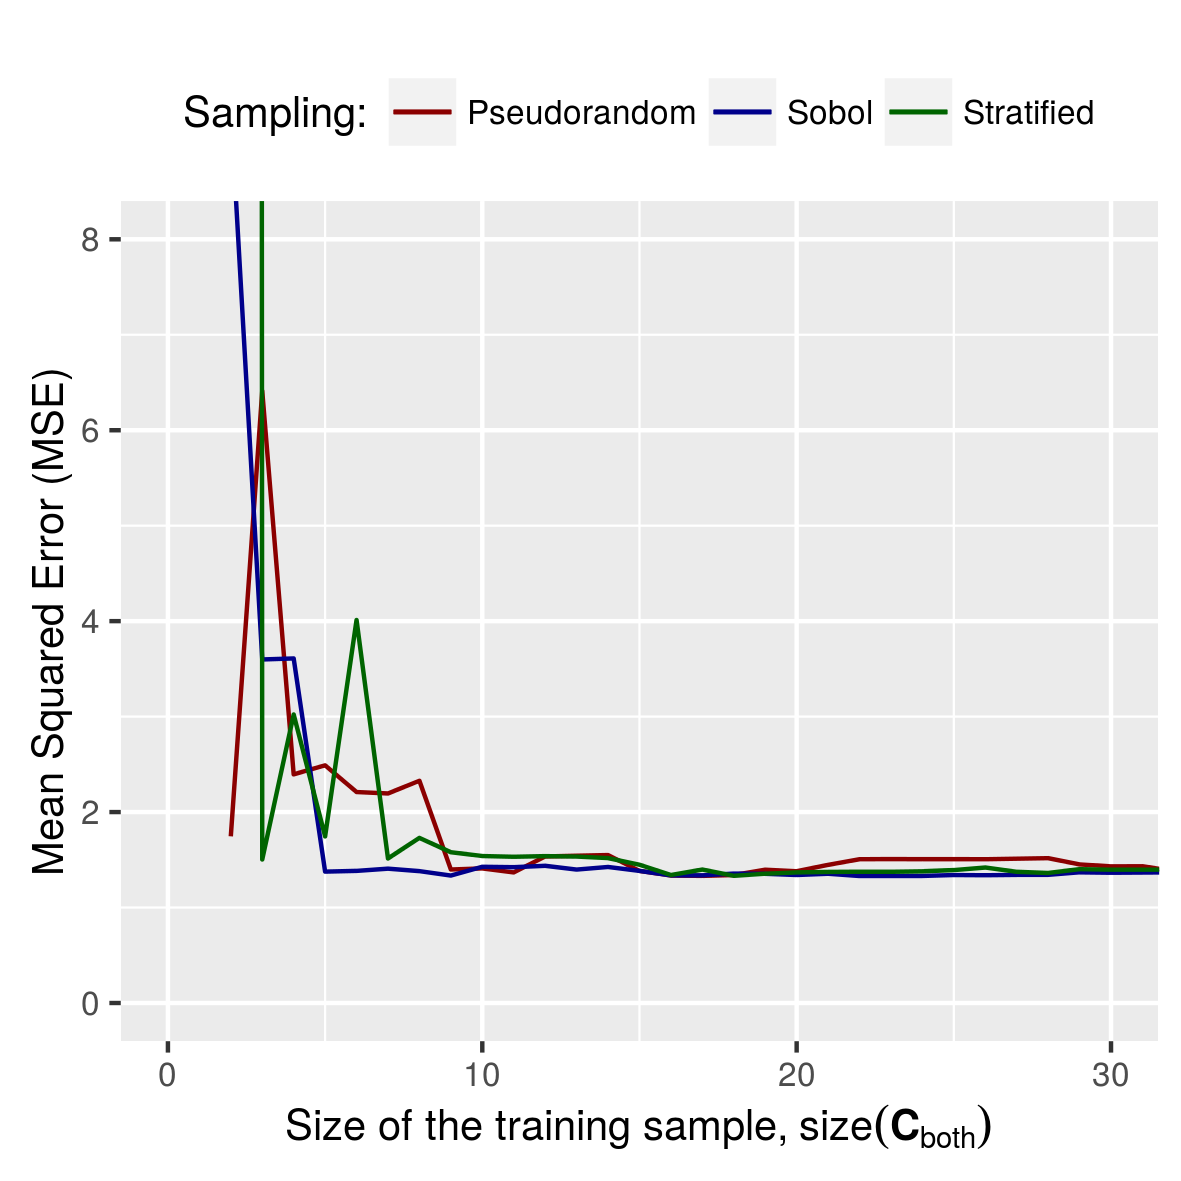 Sampling: Pseudorandom Sobol Stratified
8
6
4
2
0
Mean Squared Error (MSE)
0 10 20 30
Size of the training sample, size(C_both)